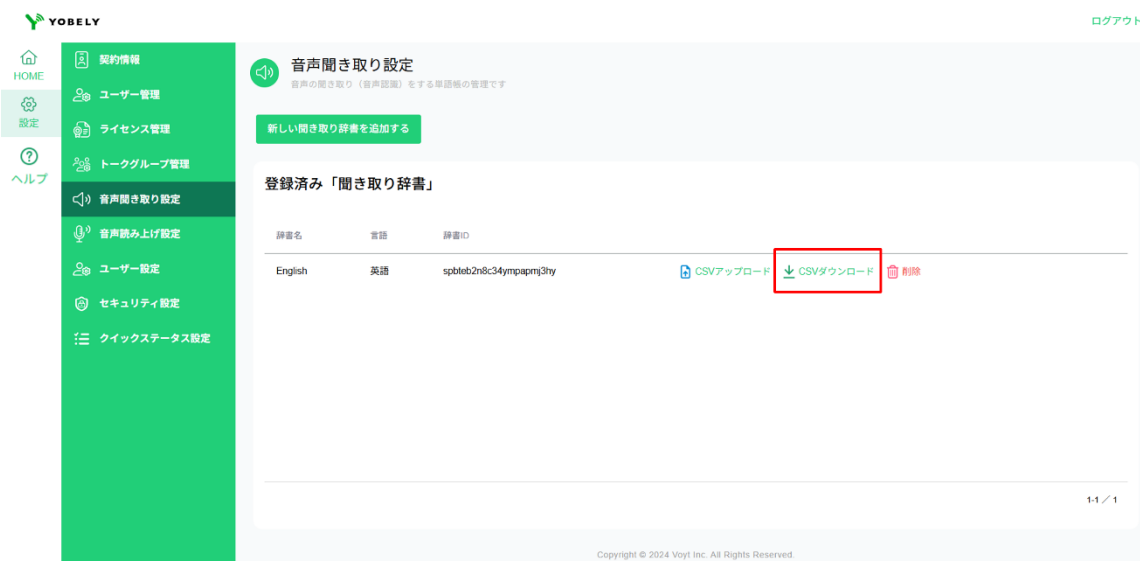 YOBELY
ログアウト
HOME
設定
ヘルプ
契約情報
ユーザー管理
ライセンス管理
トークグループ管理
音声聞き取り設定
音声読み上げ設定
ユーザー設定
セキュリティ設定
クイックステータス設定
音声聞き取り設定
音声の聞き取り（音声認識）をする単語帳の管理です
新しい聞き取り辞書を追加する
登録済み「聞き取り辞書」
辞書名 言語 辞書ID
English 英語 spbteb2n8c34ympapmj3hy CSVアップロード CSVダウンロード 削除
1-1 ／ 1
Copyright © 2024 Voyt Inc. All Rights Reserved.